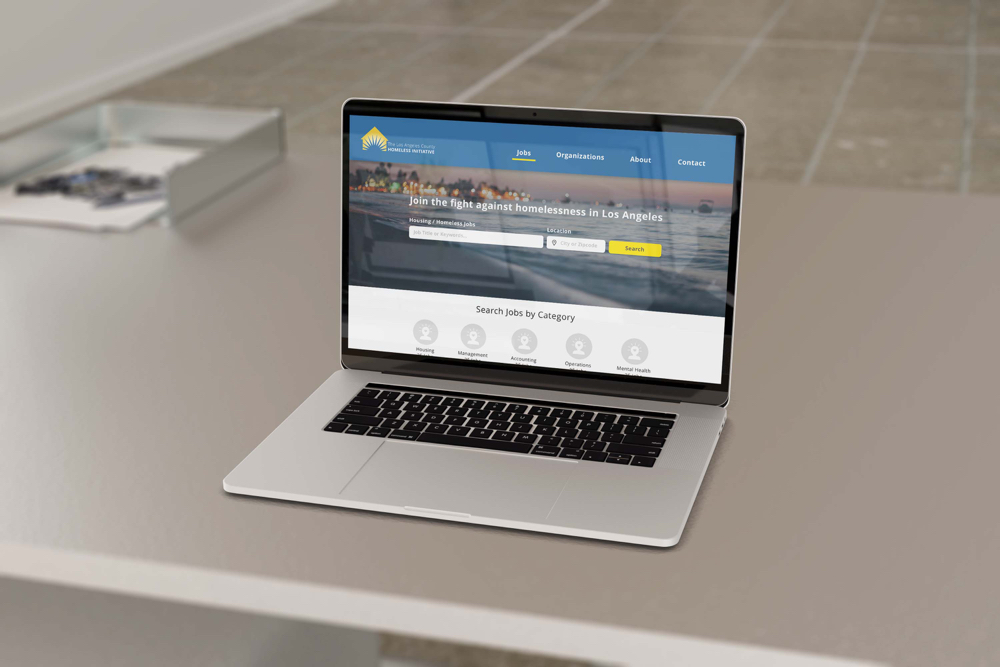 Los Angeles County
HOMELESS INITIATIVE
Jobs
Organizations
About
Contact
Join the fight against homelessness in Los Angeles
Housing / Homeless Jobs
Location
Job Title or Keywords...
City or
Search
Search Jobs by Category
Housing
Management
Accounting
Operations
Mental Health